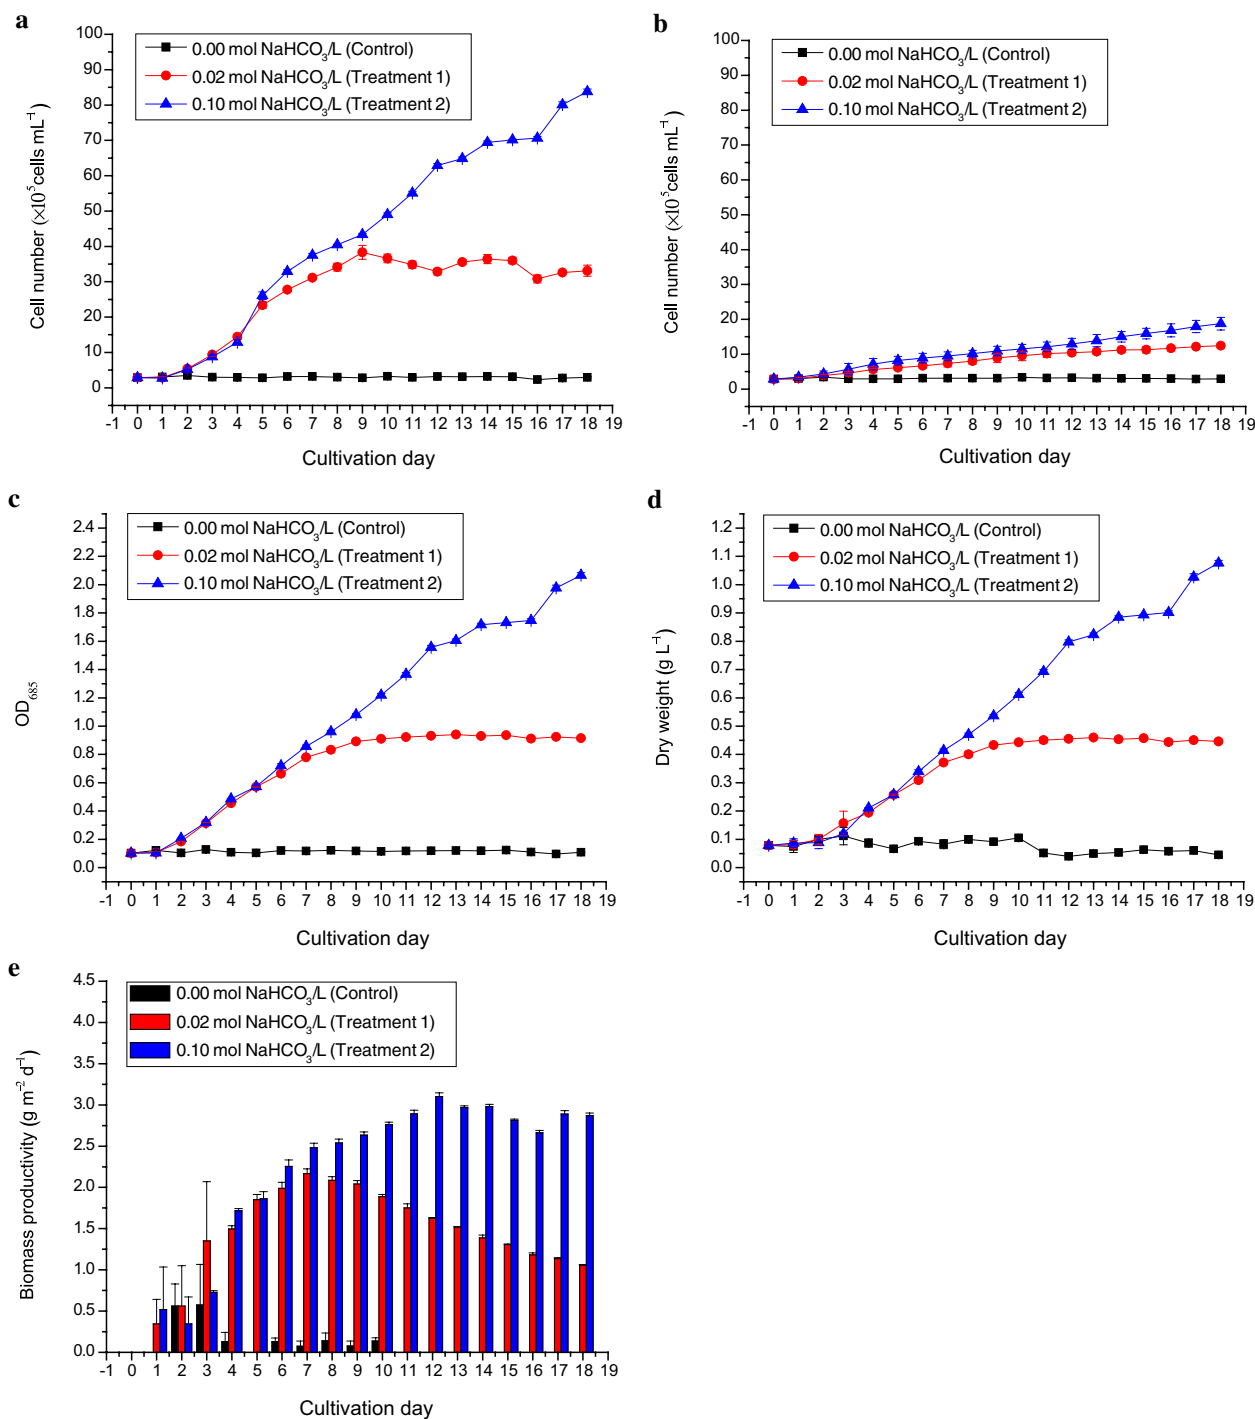 a
0.00 mol NaHCO3/L (Control)
0.02 mol NaHCO3/L (Treatment 1)
0.10 mol NaHCO3/L (Treatment 2)
Cell number (×10⁵cells mL⁻¹)
100
90
80
70
60
50
40
30
20
10
0
-1 0 1 2 3 4 5 6 7 8 9 10 11 12 13 14 15 16 17 18 19
Cultivation day
b
0.00 mol NaHCO3/L (Control)
0.02 mol NaHCO3/L (Treatment 1)
0.10 mol NaHCO3/L (Treatment 2)
Cell number (×10⁵cells mL⁻¹)
100
90
80
70
60
50
40
30
20
10
0
-1 0 1 2 3 4 5 6 7 8 9 10 11 12 13 14 15 16 17 18 19
Cultivation day
c
0.00 mol NaHCO3/L (Control)
0.02 mol NaHCO3/L (Treatment 1)
0.10 mol NaHCO3/L (Treatment 2)
OD685
2.4
2.2
2.0
1.8
1.6
1.4
1.2
1.0
0.8
0.6
0.4
0.2
0.0
-1 0 1 2 3 4 5 6 7 8 9 10 11 12 13 14 15 16 17 18 19
Cultivation day
d
0.00 mol NaHCO3/L (Control)
0.02 mol NaHCO3/L (Treatment 1)
0.10 mol NaHCO3/L (Treatment 2)
Dry weight (g L⁻¹)
1.2
1.1
1.0
0.9
0.8
0.7
0.6
0.5
0.4
0.3
0.2
0.1
0.0
-1 0 1 2 3 4 5 6 7 8 9 10 11 12 13 14 15 16 17 18 19
Cultivation day
e
0.00 mol NaHCO3/L (Control)
0.02 mol NaHCO3/L (Treatment 1)
0.10 mol NaHCO3/L (Treatment 2)
Biomass productivity (g m⁻² d⁻¹)
4.5
4.0
3.5
3.0
2.5
2.0
1.5
1.0
0.5
0.0
-1 0 1 2 3 4 5 6 7 8 9 10 11 12 13 14 15 16 17 18 19
Cultivation day